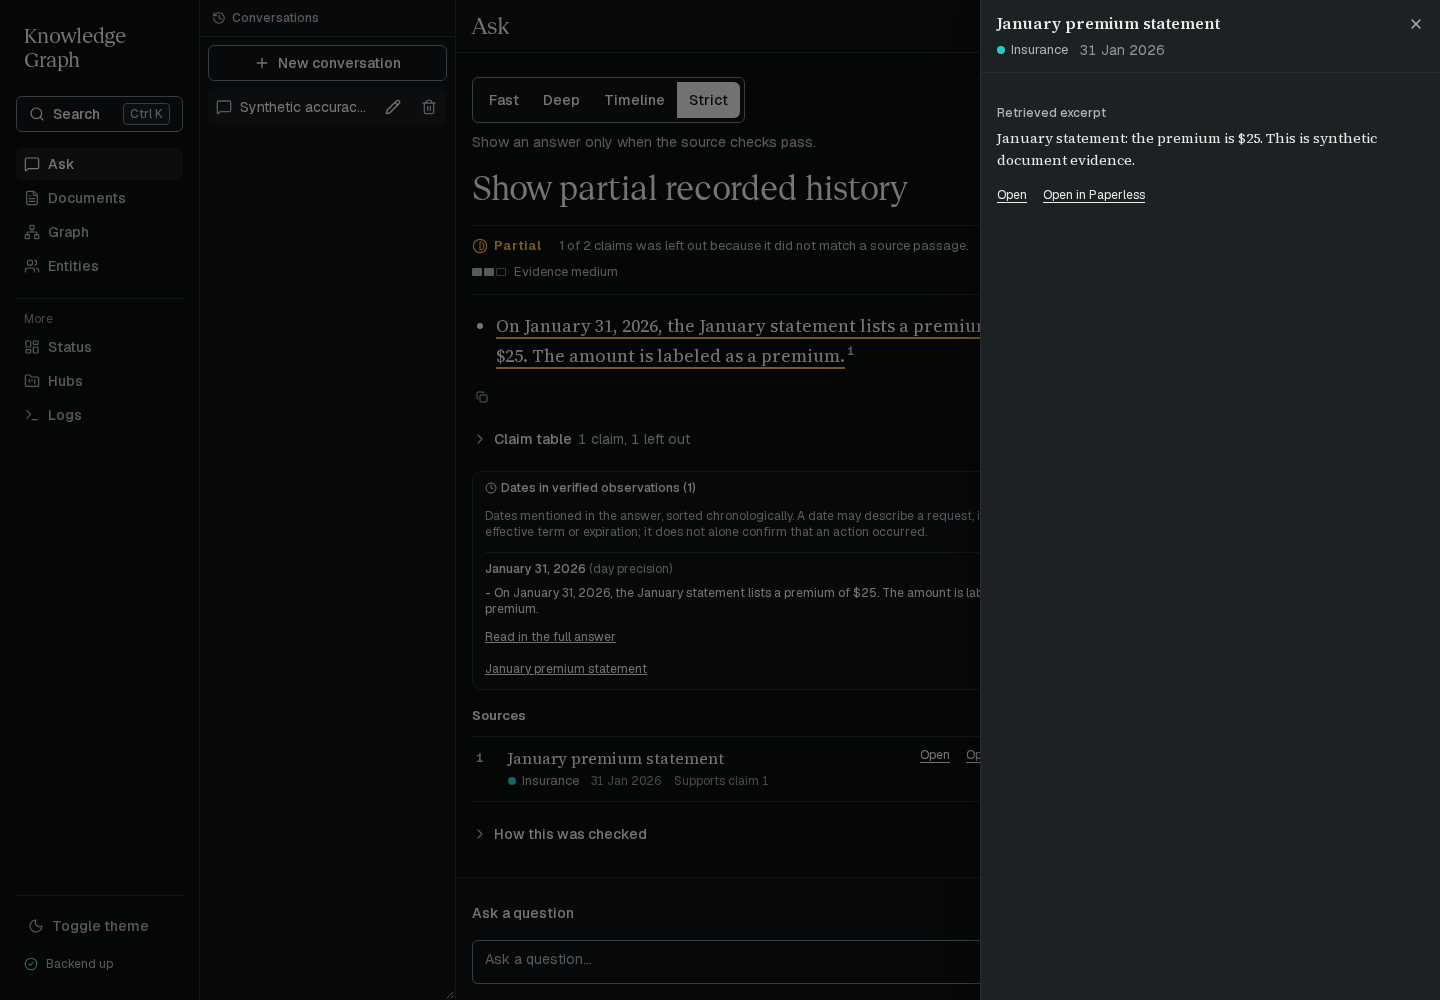 Knowledge
Graph
Search
Ctrl K
Ask
Documents
Graph
Entities
More
Status
Hubs
Logs
Toggle theme
Backend up
Conversations
New conversation
Synthetic accurac...
Ask
Fast
Deep
Timeline
Strict
Show an answer only when the source checks pass.
Show partial recorded history
Partial
1 of 2 claims was left out because it did not match a source passage.
Evidence medium
On January 31, 2026, the January statement lists a premiu
$25. The amount is labeled as a premium.1
Claim table 1 claim, 1 left out
Dates in verified observations (1)
Dates mentioned in the answer, sorted chronologically. A date may describe a request, i
effective term or expiration; it does not alone confirm that an action occurred.
January 31, 2026 (day precision)
- On January 31, 2026, the January statement lists a premium of $25. The amount is lab
premium.
Read in the full answer
January premium statement
Sources
1
January premium statement
Open
Op
Insurance 31 Jan 2026 Supports claim 1
How this was checked
Ask a question
Ask a question...
January premium statement
Insurance 31 Jan 2026
Retrieved excerpt
January statement: the premium is $25. This is synthetic
document evidence.
Open
Open in Paperless